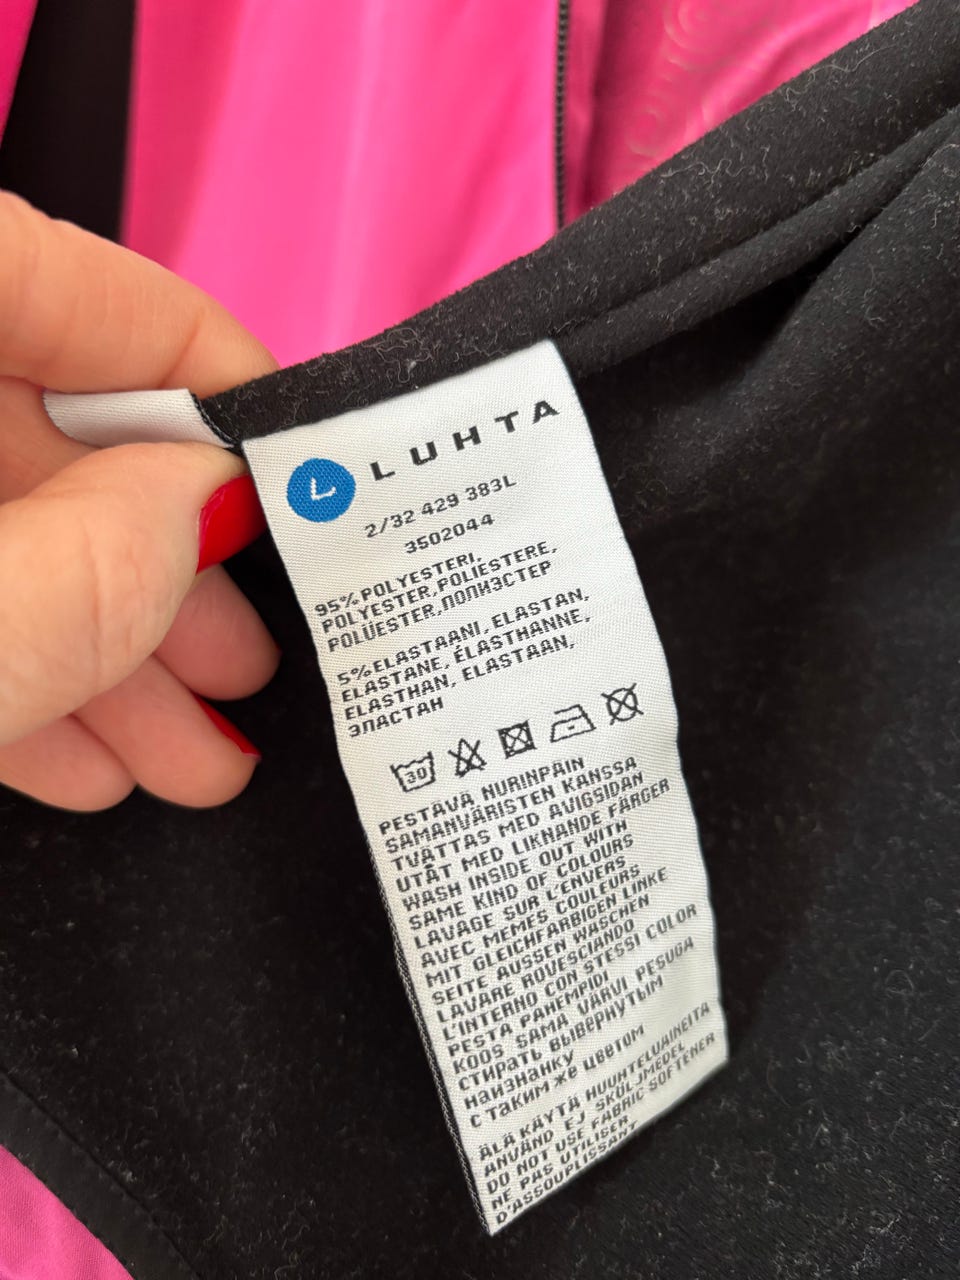 L LUHTA
2/32 429 383L
3502044
95% POLYESTERI,
POLYESTER,POLIESTERE,
POLÜESTER,ПОЛИЭСТЕР
5% ELASTAANI, ELASTAN,
ELASTANE, ÉLASTHANNE,
ELASTHAN, ELASTAAN,
ЭЛАСТАН
30
PESTÄVÄ NURINPÄIN
SAMANVÄRISTEN KANSSA
TVÄTTAS MED AVIGSIDAN
UTÅT MED LIKNANDE FÄRGER
WASH INSIDE OUT WITH
SAME KIND OF COLOURS
LAVAGE SUR L'ENVERS
AVEC MEMES COULEURS
MIT GLEICHFARBIGEN LINKE
SEITE AUSSEN WASCHEN
LAVARE ROVESCIANDO
L'INTERNO CON STESSI COLOR
PESTA PAHEMPIDI
KOOS SAMA VÄRVI PESUGA
СТИРАТЬ ВЫВЕРНУТЫМ
НАИЗНАНКУ
С ТАКИМ ЖЕ ЦВЕТОМ
ÄLÄ KÄYTÄ HUUHTELUAINEITA
ANVÄND EJ SKÖLJMEDEL
DO NOT USE FABRIC SOFTENER
NE PAS UTILISER
D'ASSOUPLISSANT